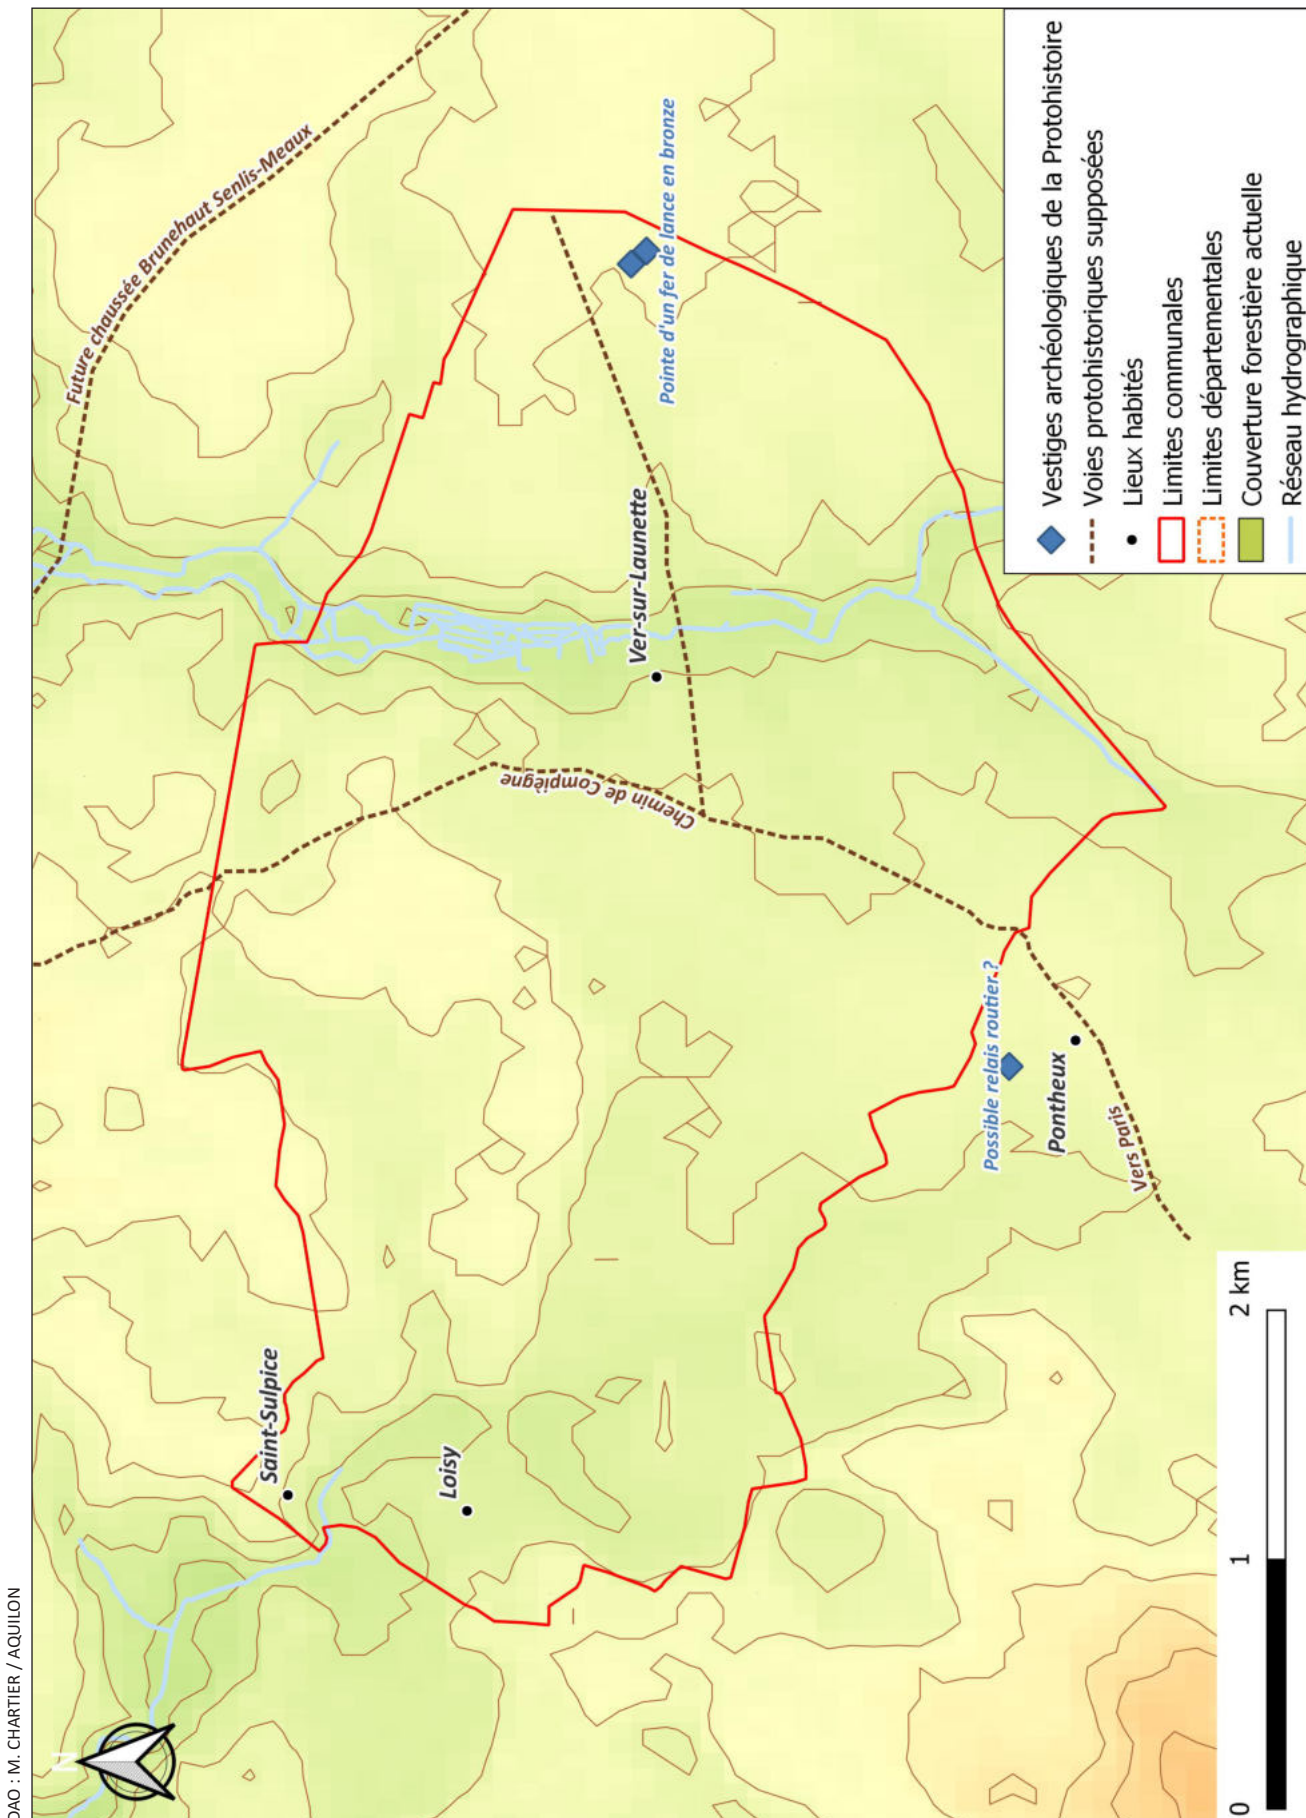 DAO : M. CHARTIER / AQUILON
N
Future chaussée Brunehaut Senlis-Meaux
Saint-Sulpice
Loisy
Chemin de Compiègne
Ver-sur-Launette
Pointe d'un fer de lance en bronze
Possible relais routier ?
Pontheux
Vers Paris
0
1
2 km
Vestiges archéologiques de la Protohistoire
Voies protohistoriques supposées
Lieux habités
Limites communales
Limites départementales
Couverture forestière actuelle
Réseau hydrographique